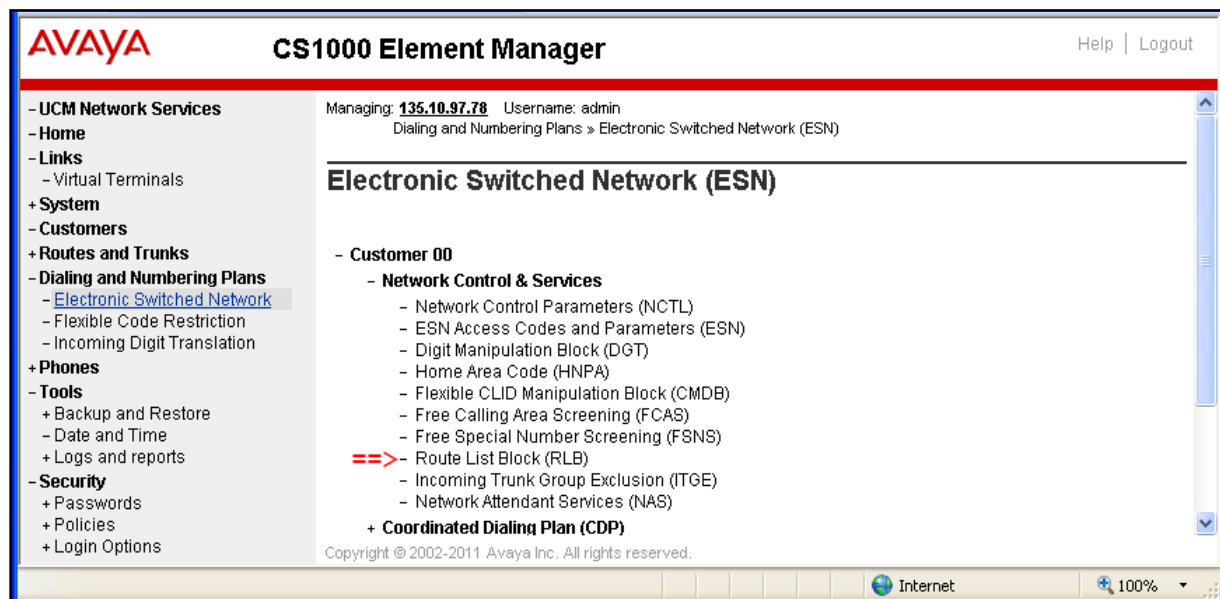 AVAYA
CS1000 Element Manager
Help | Logout
- UCM Network Services
- Home
- Links
- Virtual Terminals
+ System
- Customers
+ Routes and Trunks
- Dialing and Numbering Plans
- Electronic Switched Network
- Flexible Code Restriction
- Incoming Digit Translation
+ Phones
- Tools
+ Backup and Restore
- Date and Time
+ Logs and reports
- Security
+ Passwords
+ Policies
+ Login Options
Managing: 135.10.97.78 Username: admin
Dialing and Numbering Plans » Electronic Switched Network (ESN)
Electronic Switched Network (ESN)
- Customer 00
- Network Control & Services
- Network Control Parameters (NCTL)
- ESN Access Codes and Parameters (ESN)
- Digit Manipulation Block (DGT)
- Home Area Code (HNPA)
- Flexible CLID Manipulation Block (CMDB)
- Free Calling Area Screening (FCAS)
- Free Special Number Screening (FSNS)
==> - Route List Block (RLB)
- Incoming Trunk Group Exclusion (ITGE)
- Network Attendant Services (NAS)
+ Coordinated Dialing Plan (CDP)
Copyright © 2002-2011 Avaya Inc. All rights reserved.
Internet
100%